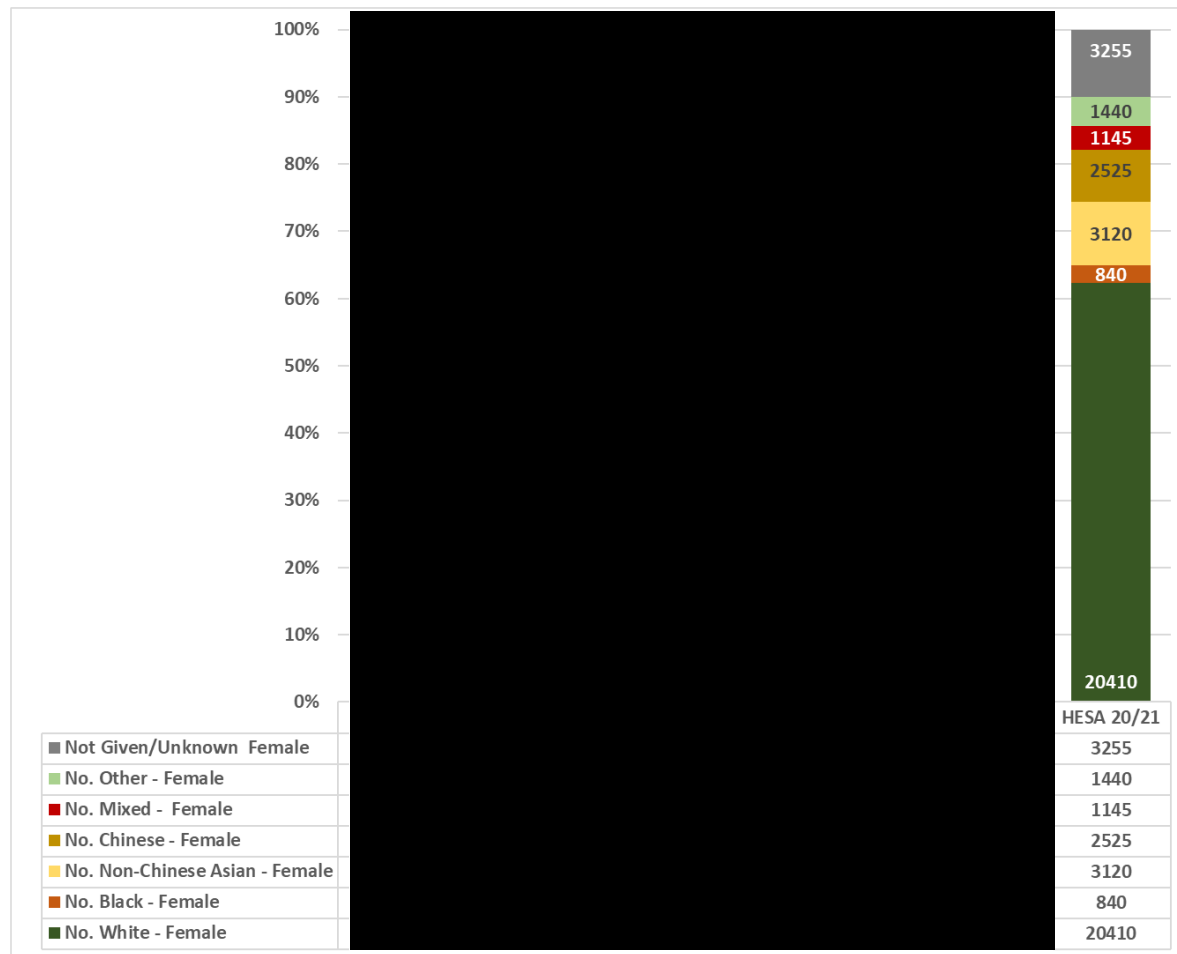 100%
90%
80%
70%
60%
50%
40%
30%
20%
10%
0%
3255
1440
1145
2525
3120
840
20410
HESA 20/21
Not Given/Unknown Female 3255
No. Other - Female 1440
No. Mixed - Female 1145
No. Chinese - Female 2525
No. Non-Chinese Asian - Female 3120
No. Black - Female 840
No. White - Female 20410